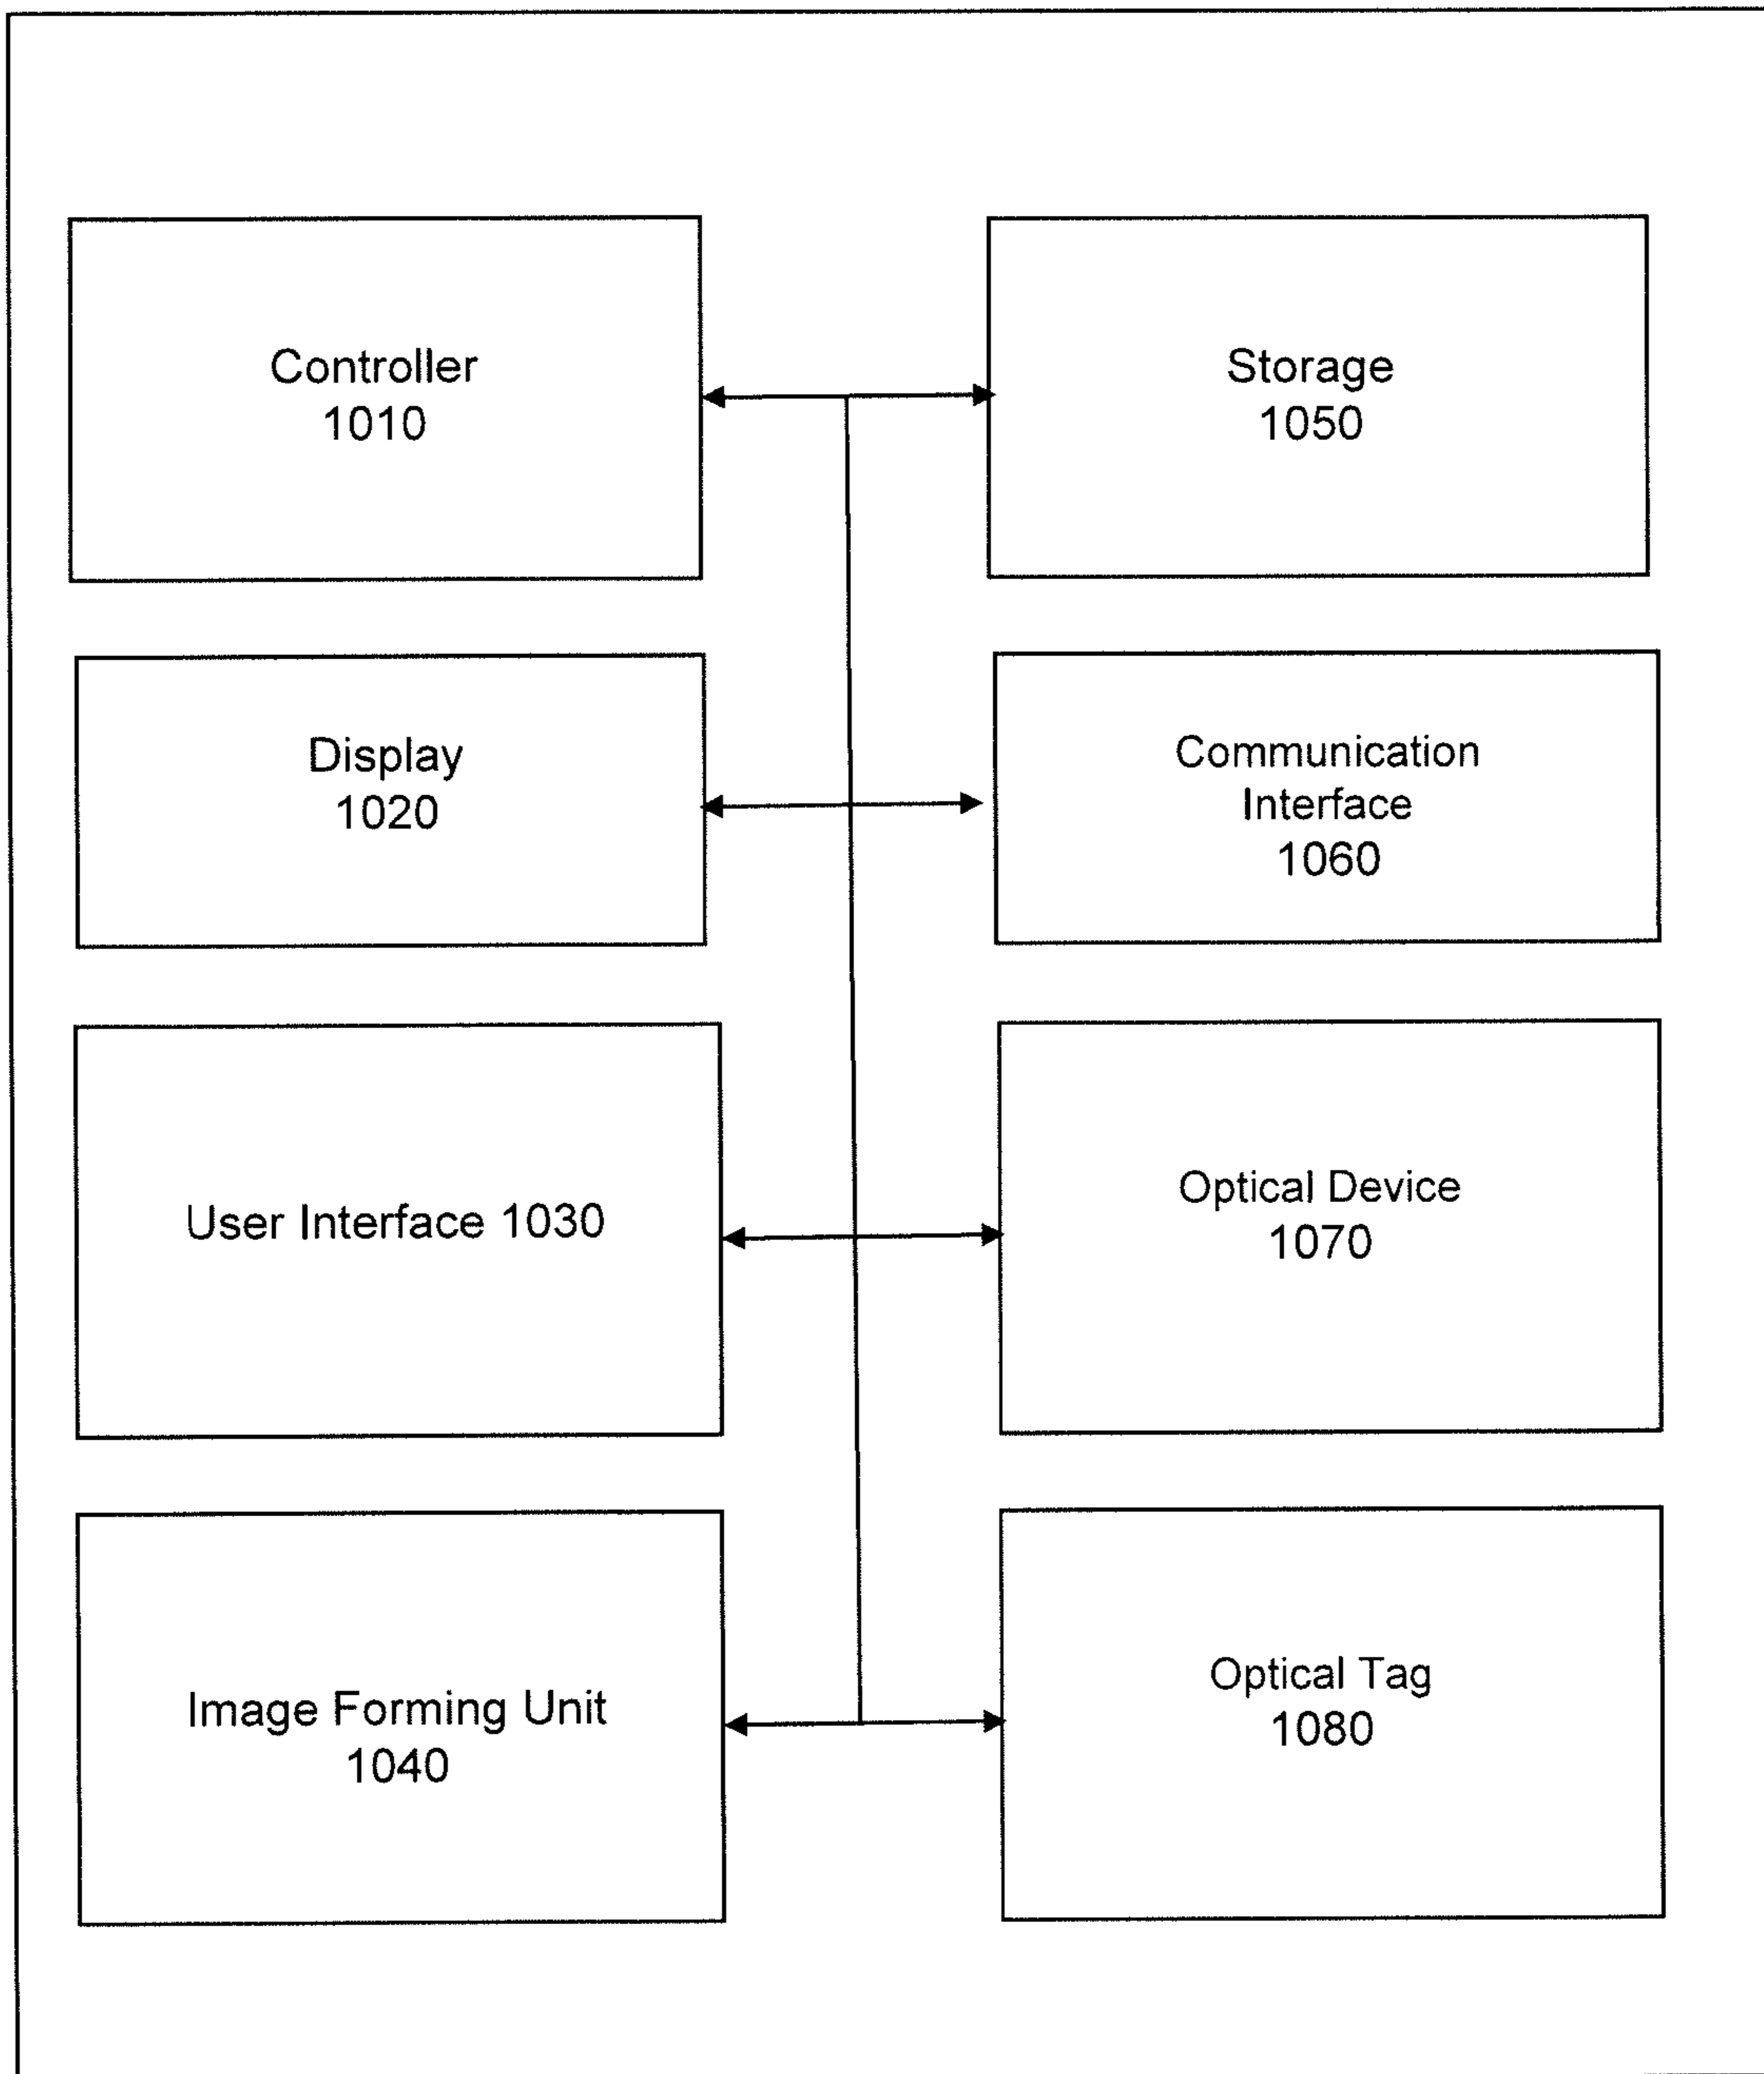 Controller
1010
Storage
1050
Display
1020
Communication
Interface
1060
User Interface 1030
Optical Device
1070
Image Forming Unit
1040
Optical Tag
1080